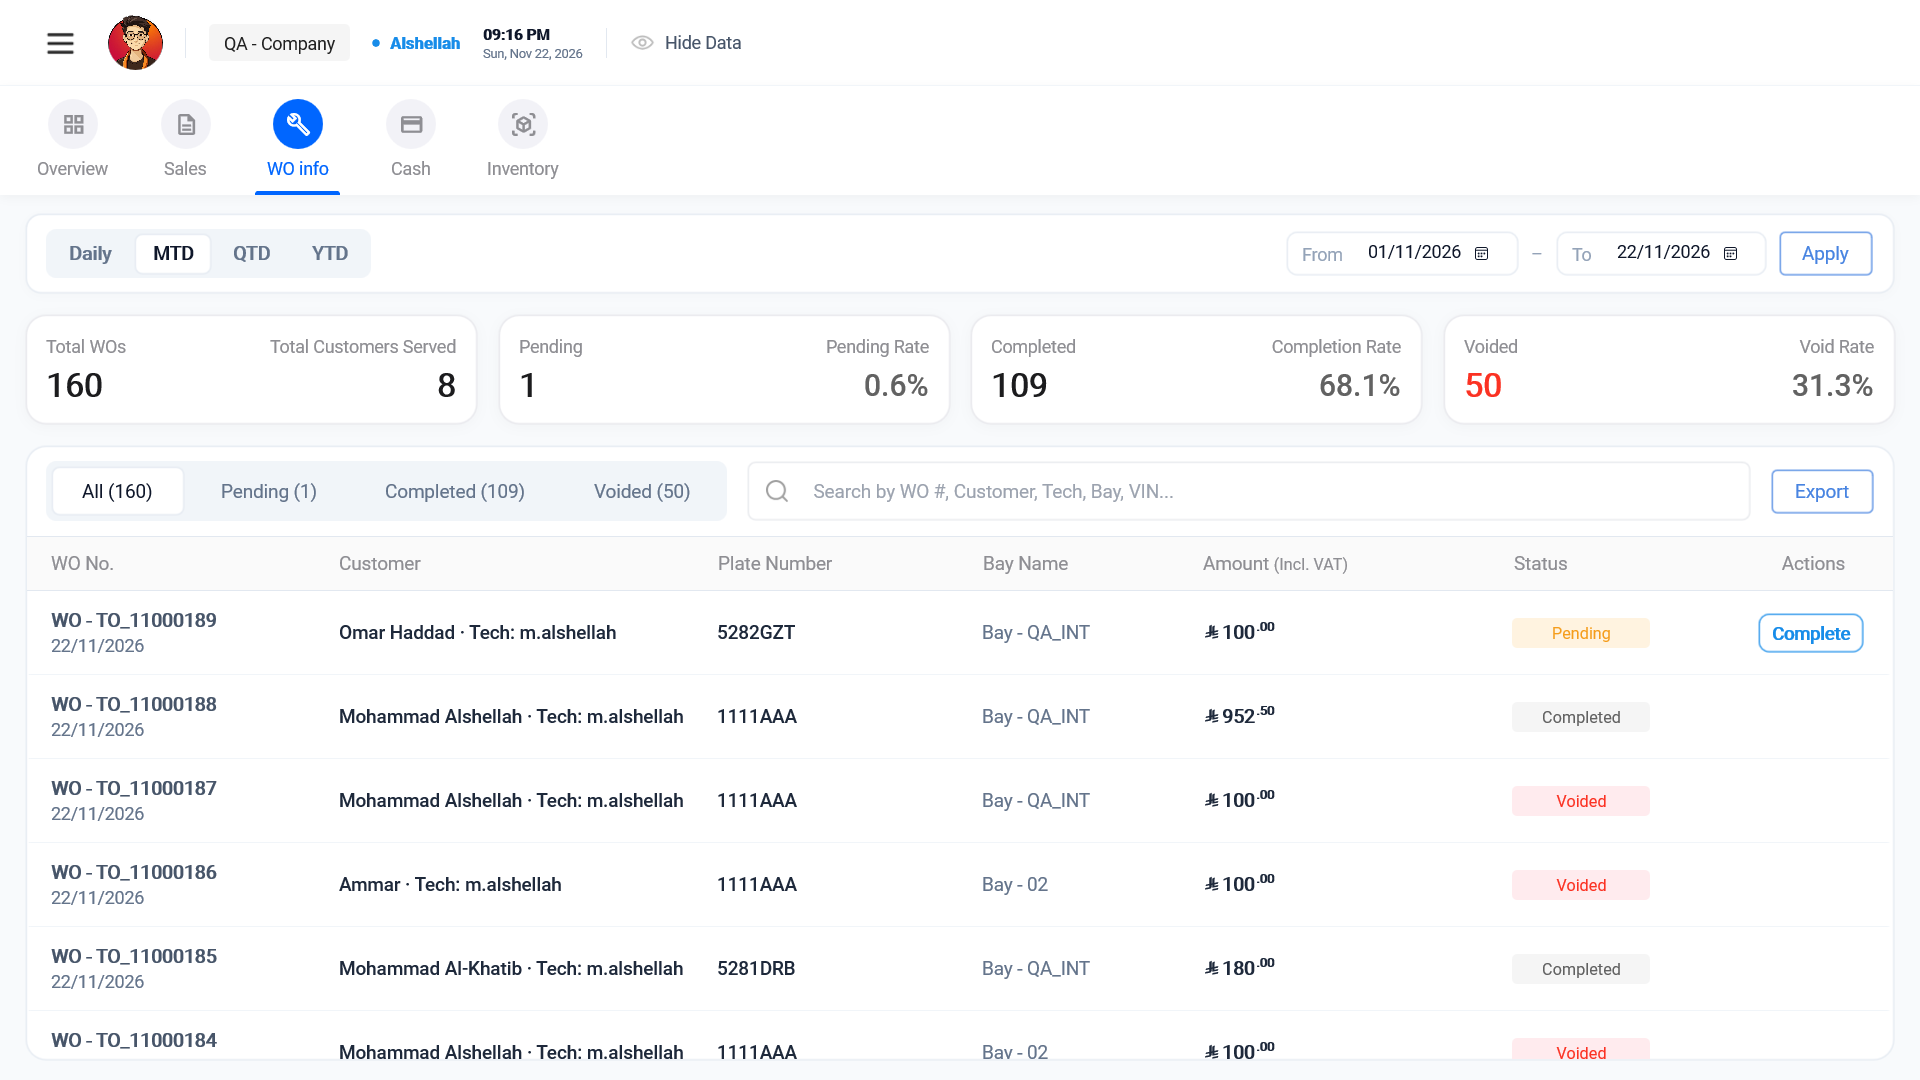 QA - Company
Alshellah
09:16 PM
Sun, Nov 22, 2026
Hide Data
Overview
Sales
WO info
Cash
Inventory
Daily
MTD
QTD
YTD
From 01/11/2026
–
To 22/11/2026
Apply
Total WOs
Total Customers Served
160
8
Pending
Pending Rate
1
0.6%
Completed
Completion Rate
109
68.1%
Voided
Void Rate
50
31.3%
All (160)
Pending (1)
Completed (109)
Voided (50)
Search by WO #, Customer, Tech, Bay, VIN...
Export
WO No.
Customer
Plate Number
Bay Name
Amount (Incl. VAT)
Status
Actions
WO - TO_11000189
22/11/2026
Omar Haddad · Tech: m.alshellah
5282GZT
Bay - QA_INT
100.00
Pending
Complete
WO - TO_11000188
22/11/2026
Mohammad Alshellah · Tech: m.alshellah
1111AAA
Bay - QA_INT
952.50
Completed
WO - TO_11000187
22/11/2026
Mohammad Alshellah · Tech: m.alshellah
1111AAA
Bay - QA_INT
100.00
Voided
WO - TO_11000186
22/11/2026
Ammar · Tech: m.alshellah
1111AAA
Bay - 02
100.00
Voided
WO - TO_11000185
22/11/2026
Mohammad Al-Khatib · Tech: m.alshellah
5281DRB
Bay - QA_INT
180.00
Completed
WO - TO_11000184
Mohammad Alshellah · Tech: m.alshellah
1111AAA
Bay - 02
100.00
Voided